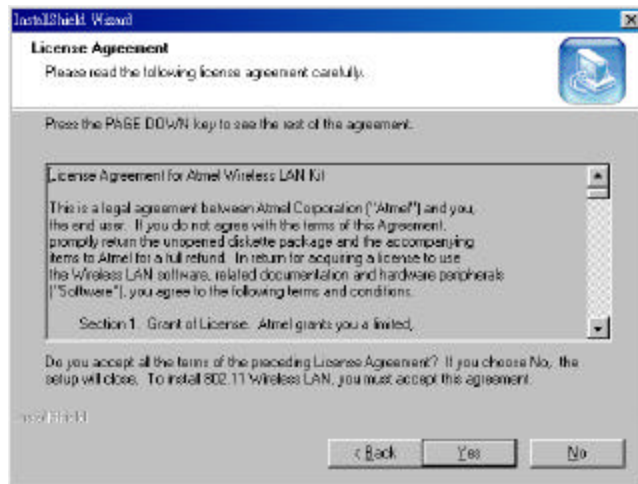 InstallShield Wizard
License Agreement
Please read the following license agreement carefully.
Press the PAGE DOWN key to see the rest of the agreement.
License Agreement for Atmel Wireless LAN Kit
This is a legal agreement between Atmel Corporation ("Atmel") and you,
the end user. If you do not agree with the terms of this Agreement,
promptly return the unopened diskette package and the accompanying
items to Atmel for a full refund. In return for acquiring a license to use
the Wireless LAN software, related documentation and hardware peripherals
("Software"), you agree to the following terms and conditions.
Section 1. Grant of License. Atmel grants you a limited,
Do you accept all the terms of the preceding License Agreement? If you choose No, the
setup will close. To install 802.11 Wireless LAN, you must accept this agreement.
InstallShield
< Back
Yes
No